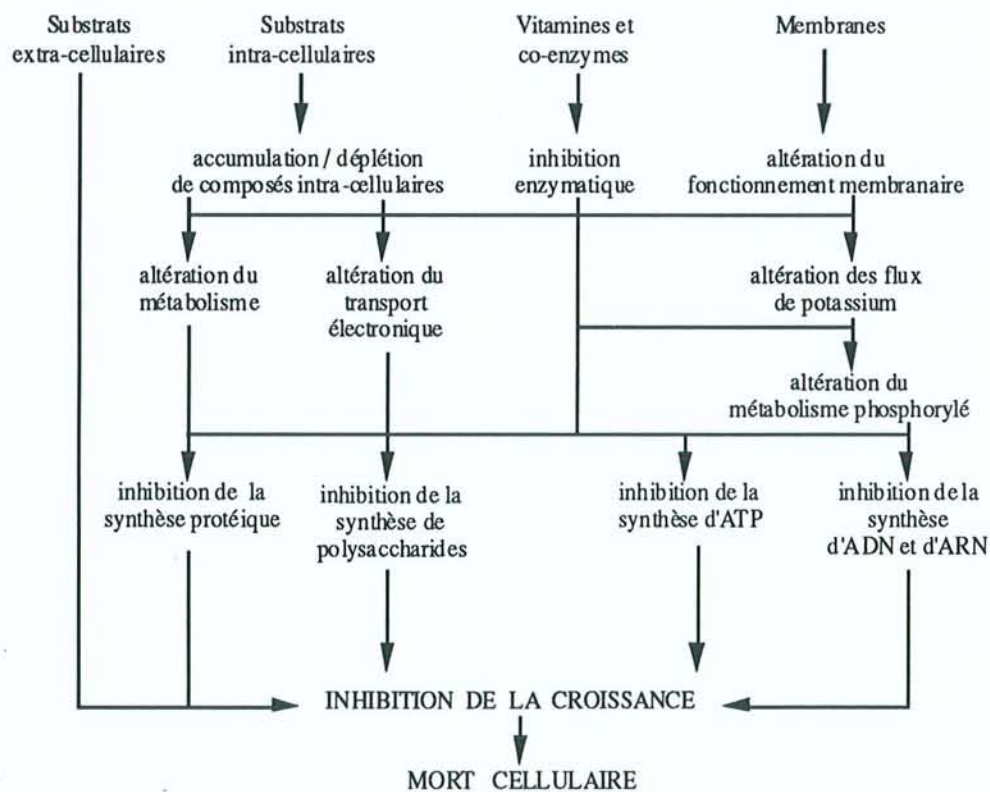 Substrats
extra-cellulaires
Substrats
intra-cellulaires
Vitamines et
co-enzymes
Membranes
accumulation / déplétion
de composés intra-cellulaires
inhibition
enzymatique
altération du
fonctionnement membranaire
altération du
métabolisme
altération du
transport
électronique
altération des flux
de potassium
altération du
métabolisme phosphorylé
inhibition de la
synthèse protéique
inhibition de la
synthèse de
polysaccharides
inhibition de la
synthèse d'ATP
inhibition de la
synthèse
d'ADN et d'ARN
INHIBITION DE LA CROISSANCE
MORT CELLULAIRE